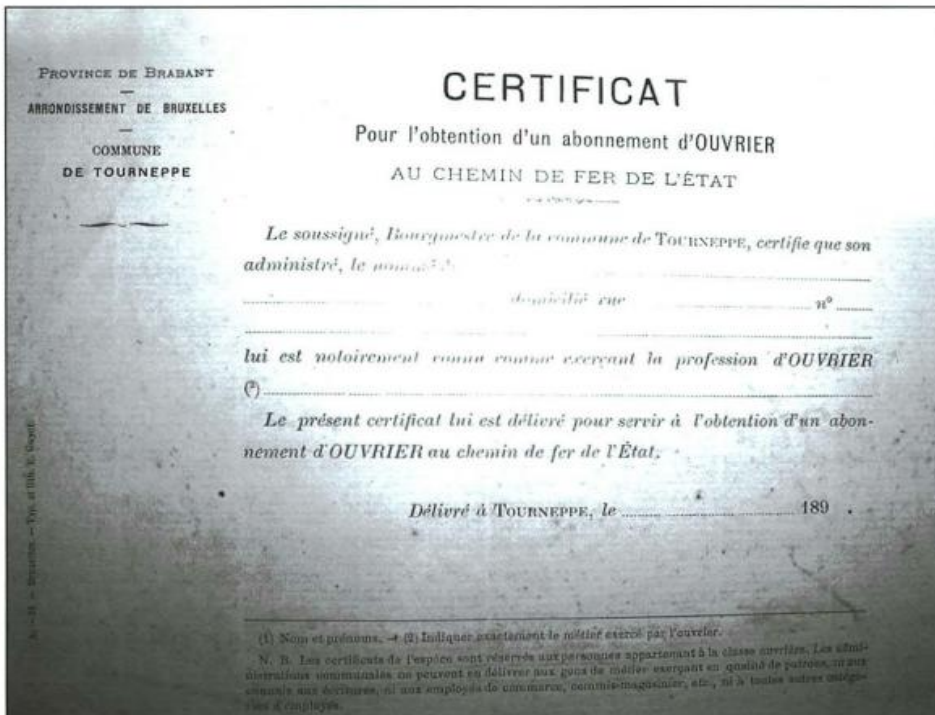 PROVINCE DE BRABANT
ARRONDISSEMENT DE BRUXELLES
COMMUNE
DE TOURNEPPE
CERTIFICAT
Pour l'obtention d'un abonnement d'OUVRIER
AU CHEMIN DE FER DE L'ÉTAT
Le soussigné, Bourgmestre de la commune de TOURNEPPE, certifie que son
administré, le nommé
domicilié rue nº
lui est notoirement connu comme exerçant la profession d'OUVRIER
(²)
Le présent certificat lui est délivré pour servir à l'obtention d'un abon-
nement d'OUVRIER au chemin de fer de l'État.
Délivré à TOURNEPPE, le 189 .
(1) Nom et prénoms. — (2) Indiquer exactement le métier exercé par l'ouvrier.
N. B. Les certificats de l'espèce sont réservés aux personnes appartenant à la classe ouvrière. Les admi-
nistrations communales ne peuvent en délivrer aux gens de métier exerçant en qualité de patrons, ni aux
commis aux écritures, ni aux employés de commerce, commis-magasinier, etc., ni à toutes autres catégo-
ries d'employés.